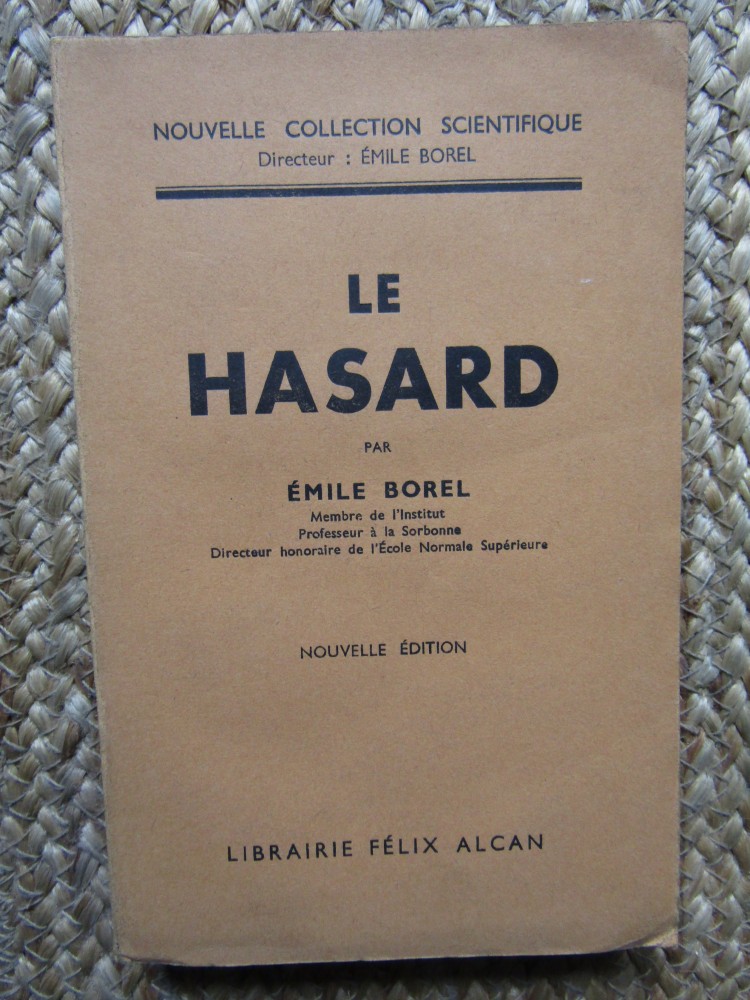 NOUVELLE COLLECTION SCIENTIFIQUE
Directeur : ÉMILE BOREL
LE
HASARD
PAR
ÉMILE BOREL
Membre de l'Institut
Professeur à la Sorbonne
Directeur honoraire de l'École Normale Supérieure
NOUVELLE ÉDITION
LIBRAIRIE FÉLIX ALCAN